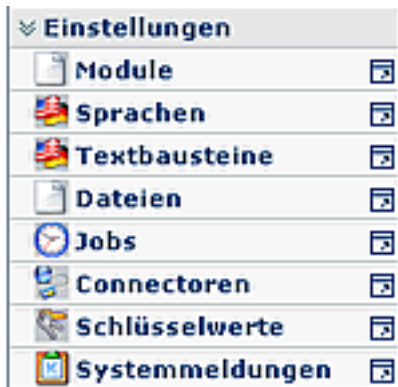 Einstellungen
Module
Sprachen
Textbausteine
Dateien
Jobs
Connectoren
Schlüsselwerte
Systemmeldungen